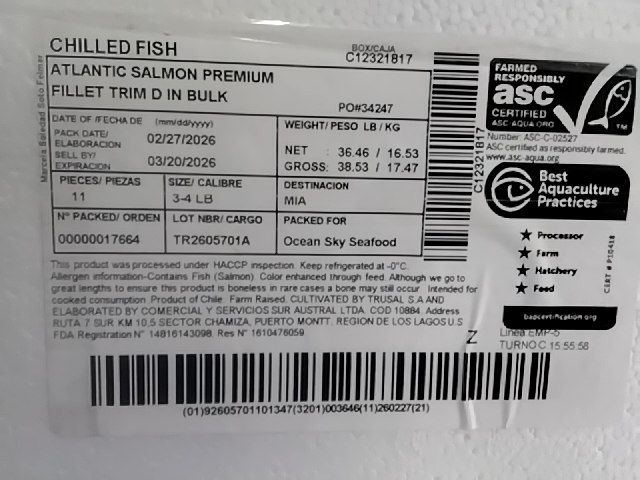 CHILLED FISH
BOX/CAJA
C12321817
ATLANTIC SALMON PREMIUM
FILLET TRIM D IN BULK
PO#34247
DATE OF /FECHA DE (mm/dd/yyyy)
PACK DATE/
ELABORACION 02/27/2026
SELL BY/
EXPIRACION 03/20/2026
WEIGHT/ PESO LB / KG
NET : 36.46 / 16.53
GROSS: 38.53 / 17.47
PIECES/ PIEZAS
11
SIZE/ CALIBRE
3-4 LB
DESTINACION
MIA
N° PACKED/ ORDEN
00000017664
LOT NBR/ CARGO
TR2605701A
PACKED FOR
Ocean Sky Seafood
This product was processed under HACCP inspection. Keep refrigerated at -0°C.
Allergen information-Contains Fish (Salmon). Color enhanced through feed. Although we go to
great lengths to ensure this product is boneless in rare cases a bone may still occur. Intended for
cooked consumption. Product of Chile. Farm Raised. CULTIVATED BY TRUSAL S.A AND
ELABORATED BY COMERCIAL Y SERVICIOS SUR AUSTRAL LTDA. COD 10884. Address
RUTA 7 SUR KM 10,5 SECTOR CHAMIZA, PUERTO MONTT. REGION DE LOS LAGOS U.S
FDA Registration N° 14816143098. Res N° 1610476059
(01)92605701101347(3201)003646(11)260227(21)
Marcela Soledad Soto Felmer
C12321817
FARMED
RESPONSIBLY
asc
CERTIFIED
ASC-AQUA.ORG
TM
Number: ASC-C-02527
ASC certified as responsibly farmed.
www.asc-aqua.org
Best
Aquaculture
Practices
Processor
Farm
Hatchery
Feed
CERT # P10418
bapcertification.org
Z
Linea EMP-5
TURNO C 15:55:58